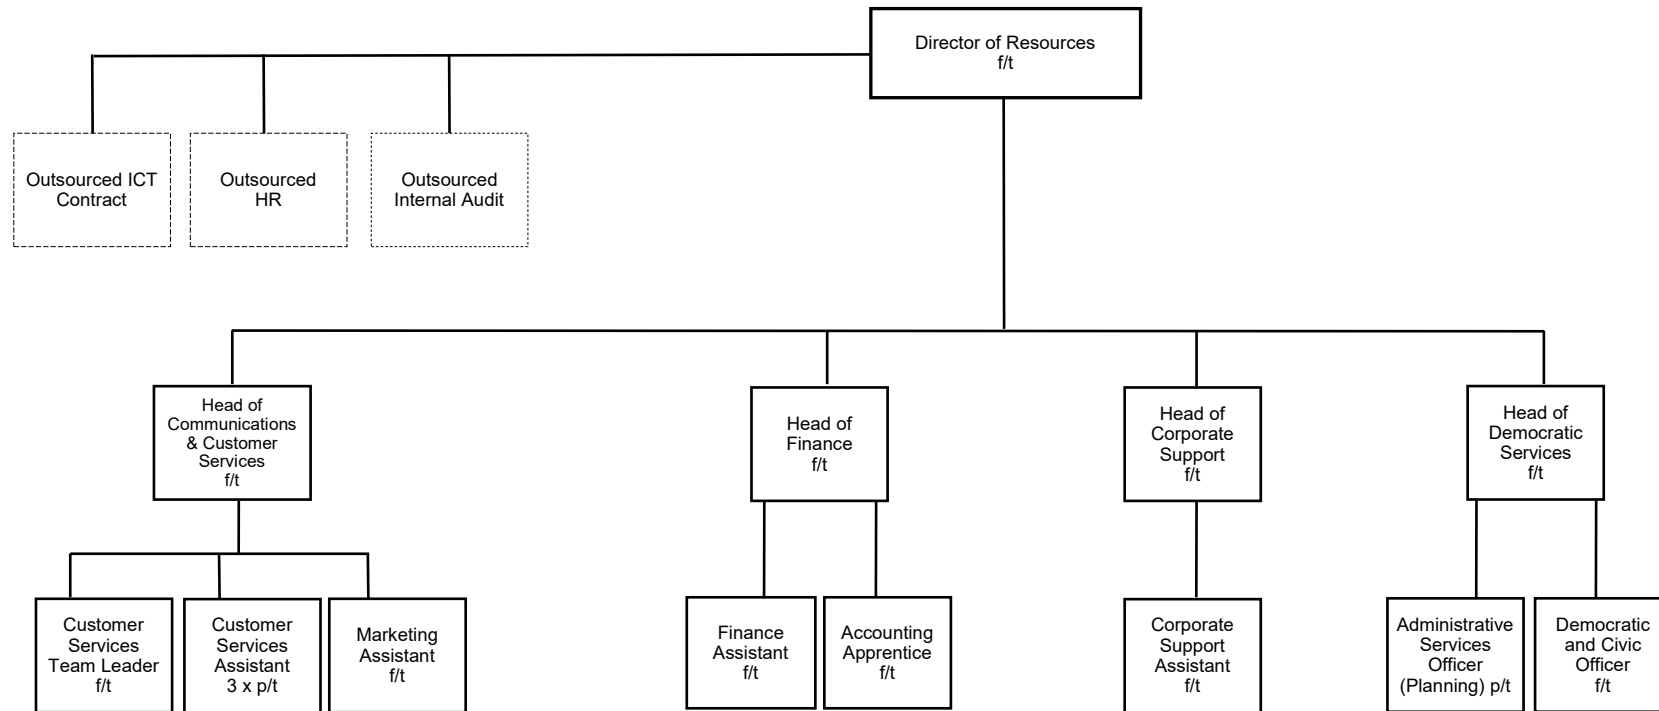 Director of Resources
f/t
Outsourced ICT
Contract
Outsourced
HR
Outsourced
Internal Audit
Head of
Communications
& Customer
Services
f/t
Head of
Finance
f/t
Head of
Corporate
Support
f/t
Head of
Democratic
Services
f/t
Customer
Services
Team Leader
f/t
Customer
Services
Assistant
3 x p/t
Marketing
Assistant
f/t
Finance
Assistant
f/t
Accounting
Apprentice
f/t
Corporate
Support
Assistant
f/t
Administrative
Services
Officer
(Planning) p/t
Democratic
and Civic
Officer
f/t